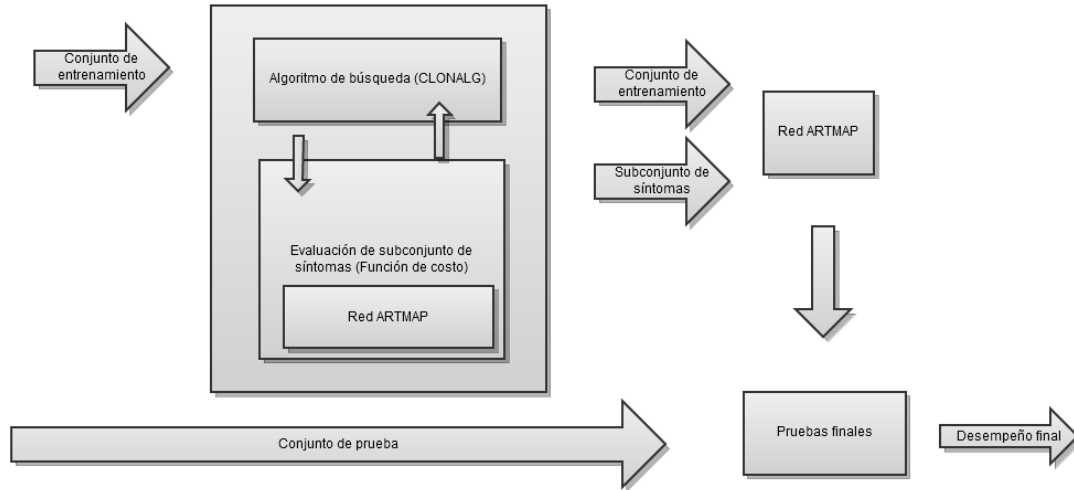 Conjunto de
entrenamiento
Algoritmo de búsqueda (CLONALG)
Evaluación de subconjunto de
síntomas (Función de costo)
Red ARTMAP
Conjunto de
entrenamiento
Subconjunto de
síntomas
Red ARTMAP
Conjunto de prueba
Pruebas finales
Desempeño final